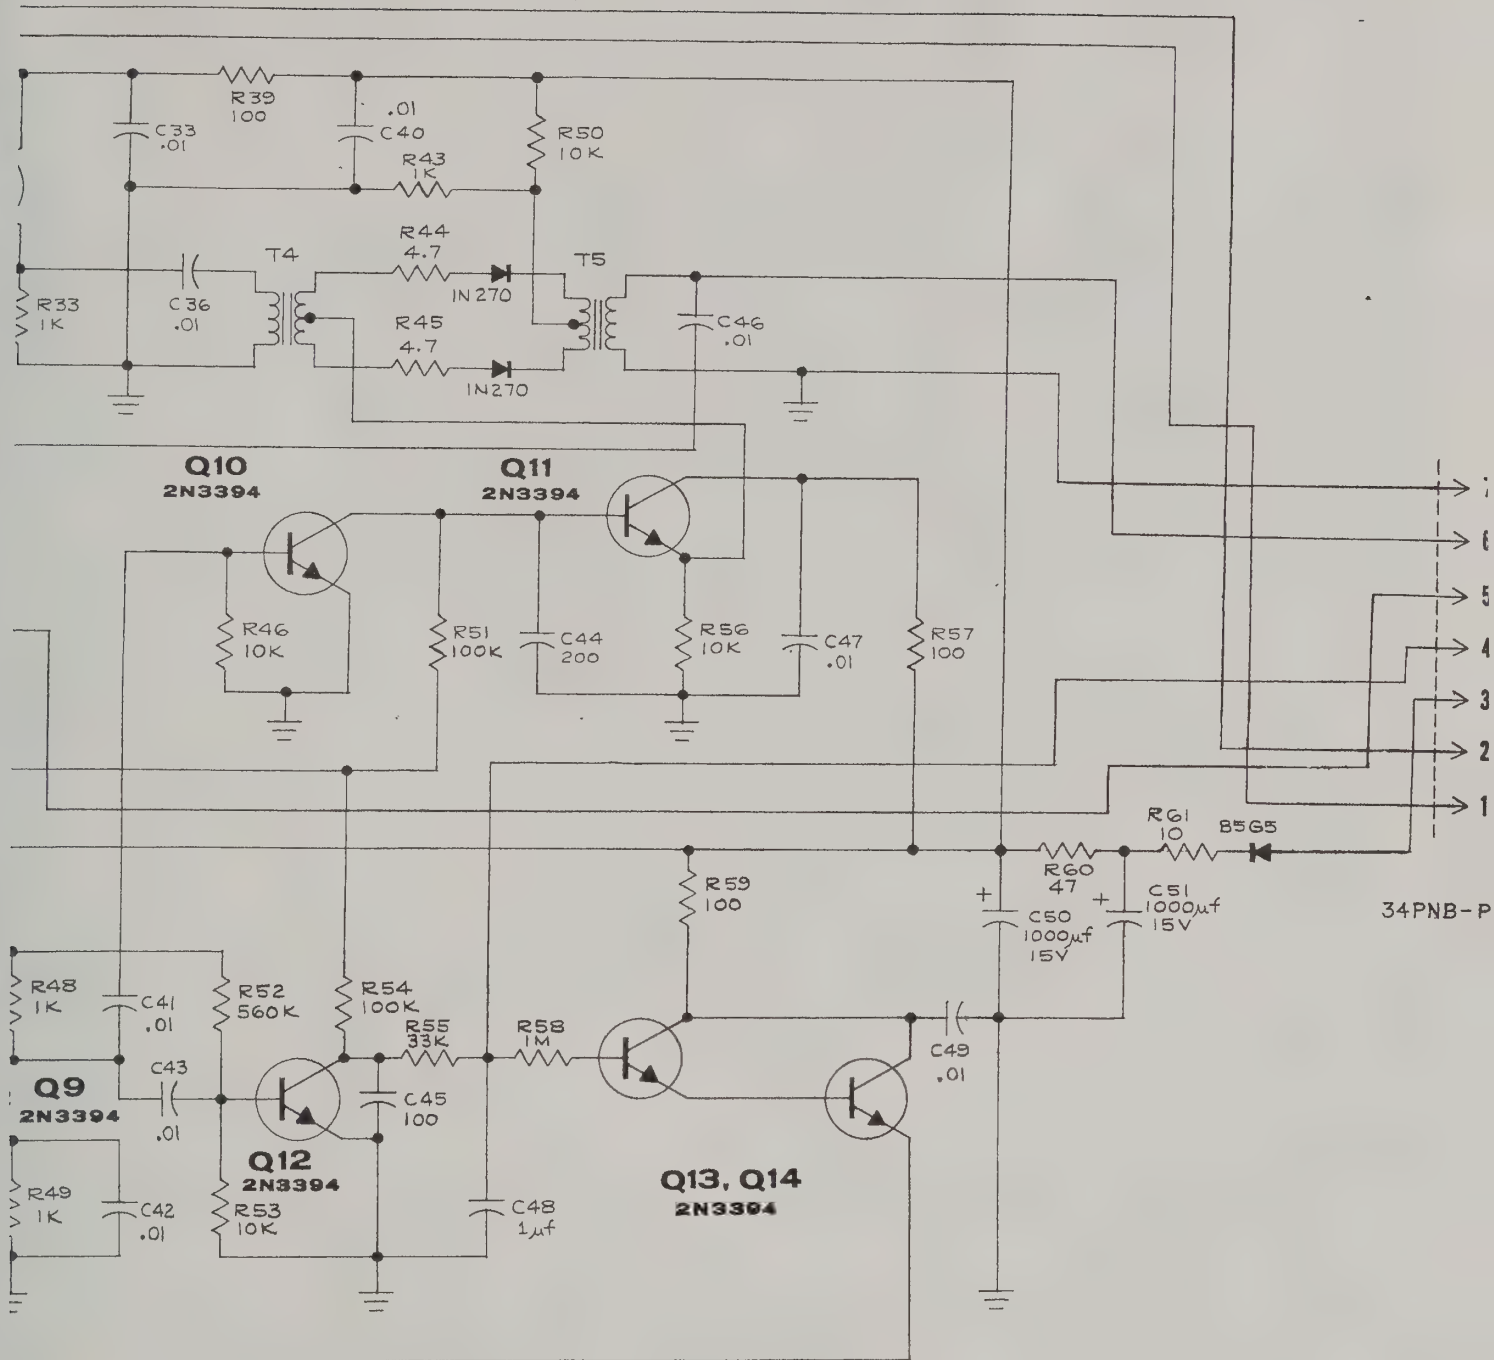 R39
100
.01
C40
C33
.01
R50
10K
R43
1K
R44
4.7
T4
T5
1N270
R33
1K
C36
.01
R45
4.7
C46
.01
1N270
Q10
2N3394
Q11
2N3394
6
5
R46
10K
R51
100K
C44
200
R56
10K
C47
.01
R57
100
4
3
2
1
R61
10
B5G5
R59
100
R60
47
C50
1000µf
15V
C51
1000µf
15V
34PNB-P
R48
1K
C41
.01
R52
560K
R54
100K
R55
33K
R58
1M
C49
.01
Q9
2N3394
C43
.01
C45
100
Q12
2N3394
Q13, Q14
2N3394
R49
1K
C42
.01
R53
10K
C48
1µf